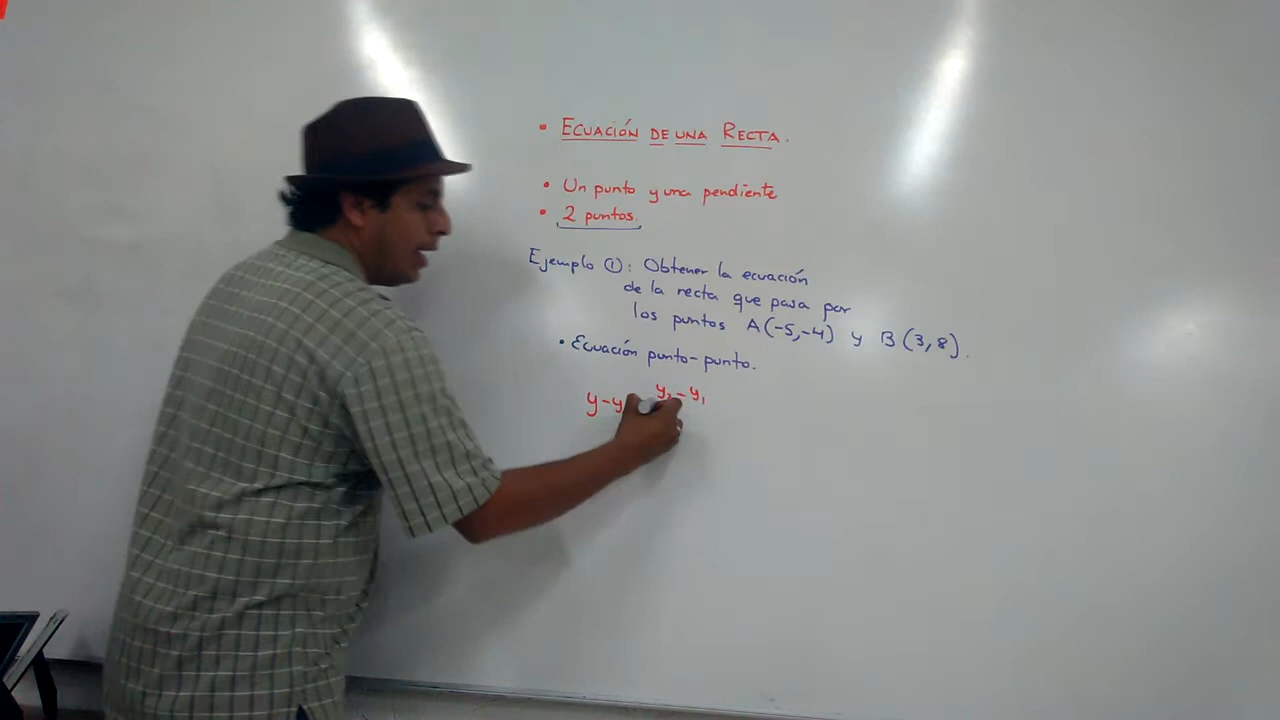 • ECUACIÓN DE UNA RECTA.
• Un punto y una pendiente
• 2 puntos.
Ejemplo ①: Obtener la ecuación
de la recta que pasa por
los puntos A(-5,-4) y B(3,8).
• Ecuación punto-punto.
y-y y₂-y₁